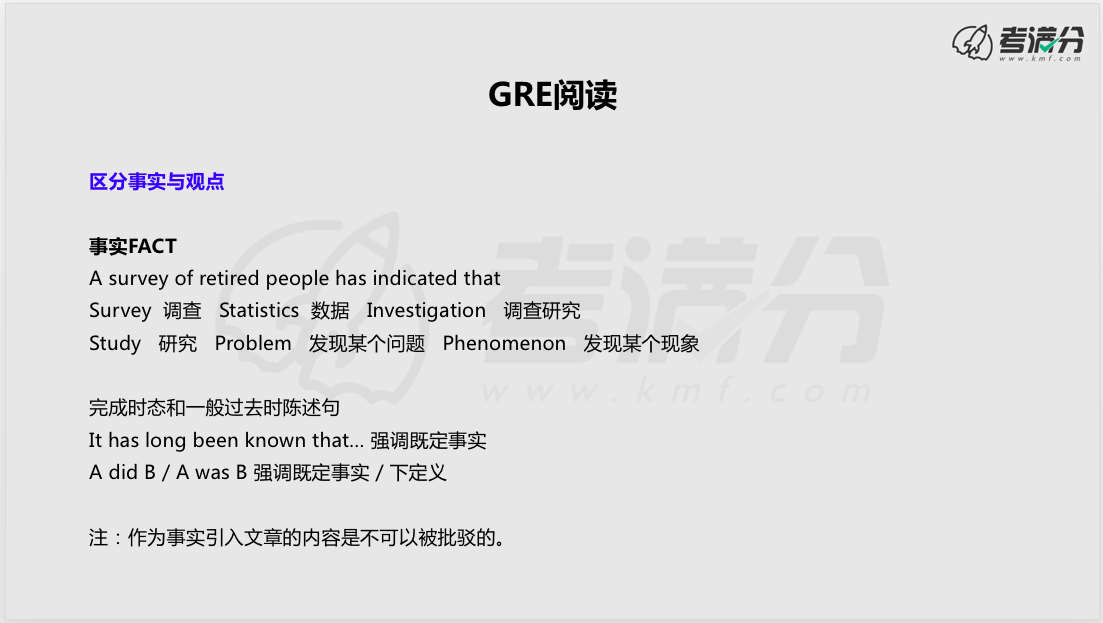 考满分
www.kmf.com
GRE阅读
区分事实与观点
事实FACT
A survey of retired people has indicated that
Survey 调查 Statistics 数据 Investigation 调查研究
Study 研究 Problem 发现某个问题 Phenomenon 发现某个现象
考满分
www.kmf.com
完成时态和一般过去时陈述句
It has long been known that... 强调既定事实
A did B / A was B 强调既定事实 / 下定义
注：作为事实引入文章的内容是不可以被批驳的。